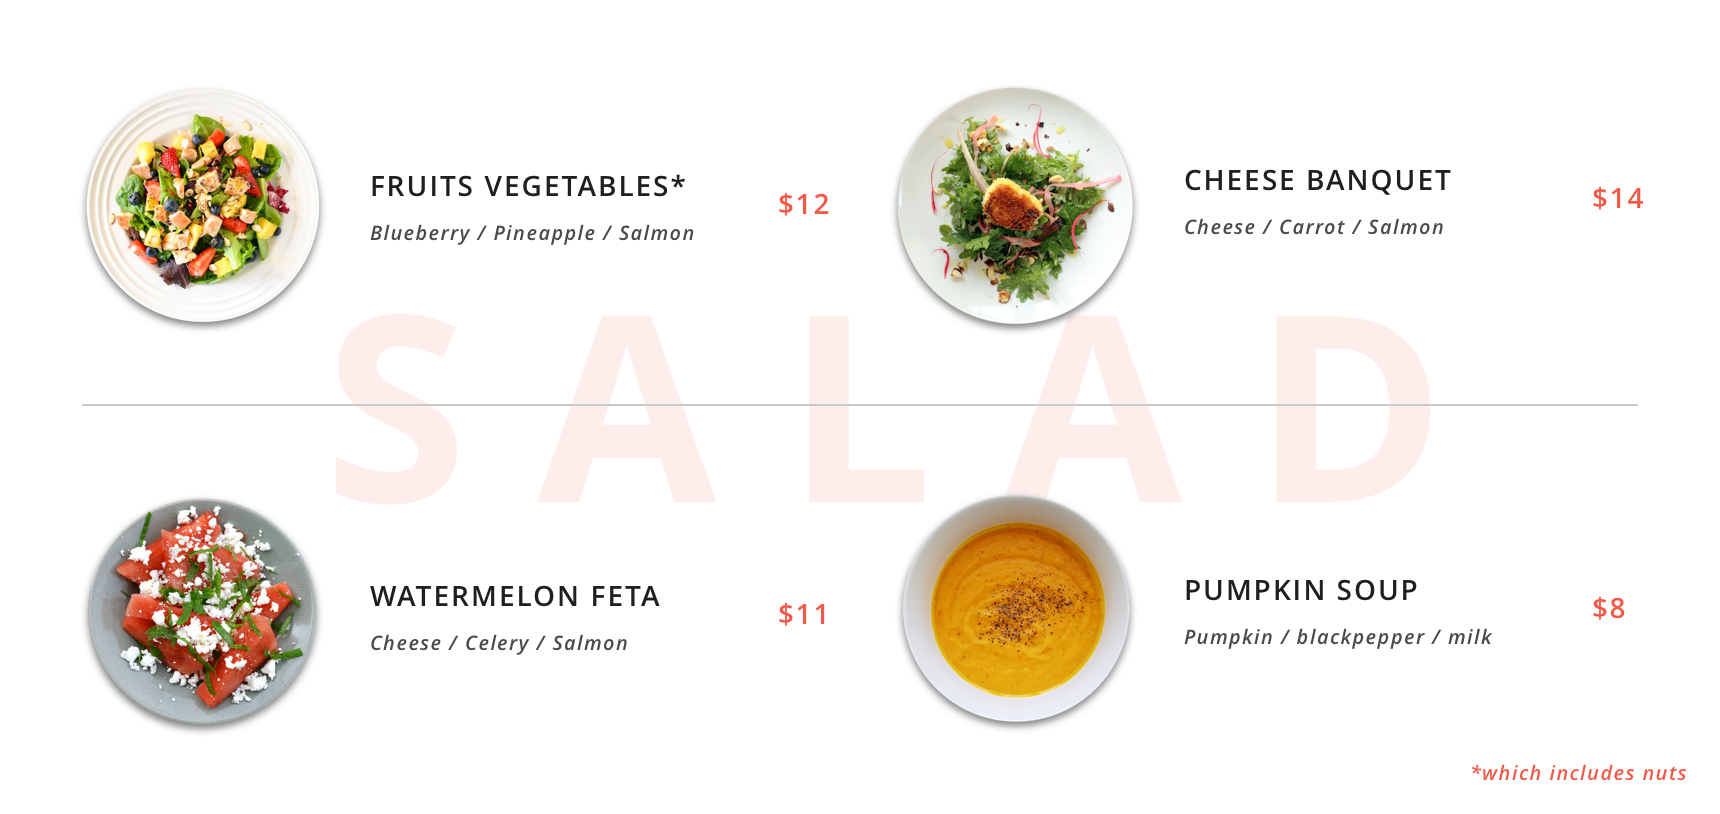 FRUITS VEGETABLES*
Blueberry / Pineapple / Salmon
$12
CHEESE BANQUET
Cheese / Carrot / Salmon
$14
SALAD
WATERMELON FETA
Cheese / Celery / Salmon
$11
PUMPKIN SOUP
Pumpkin / blackpepper / milk
$8
*which includes nuts